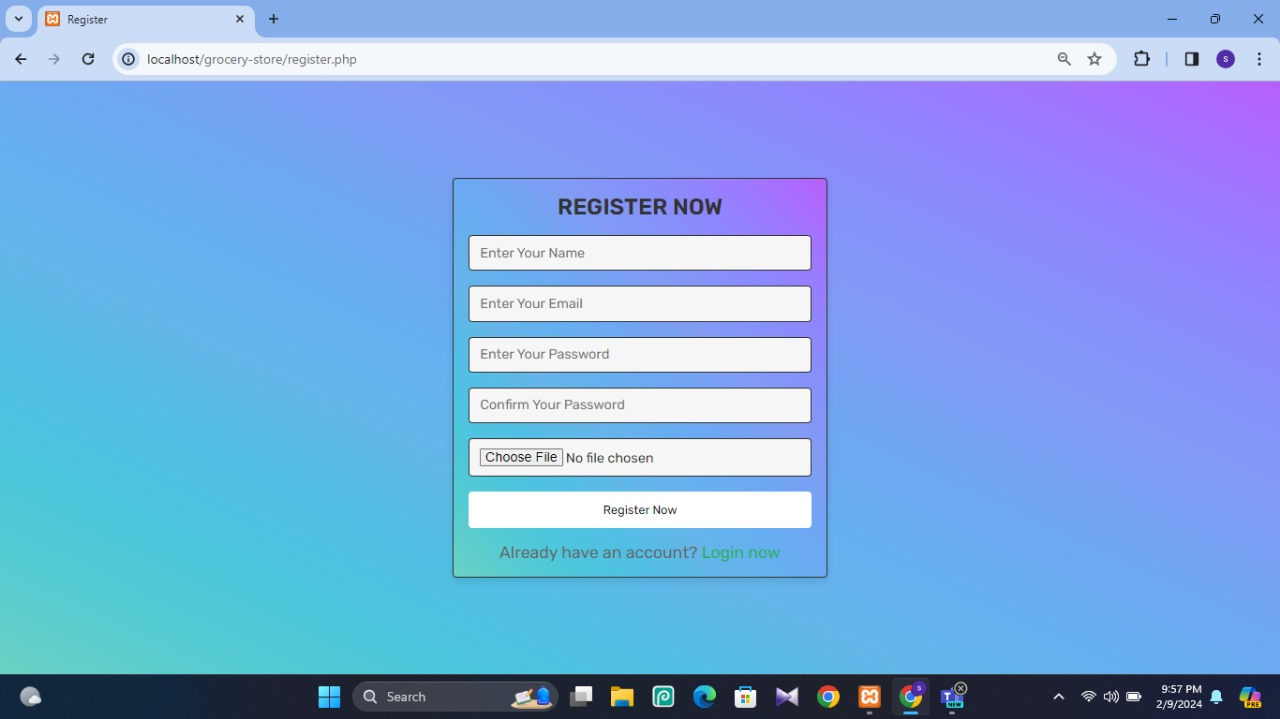 Register
localhost/grocery-store/register.php
S
REGISTER NOW
Enter Your Name
Enter Your Email
Enter Your Password
Confirm Your Password
Choose File No file chosen
Register Now
Already have an account? Login now
Search
S
T
NEW
9:57 PM
2/9/2024
PRE